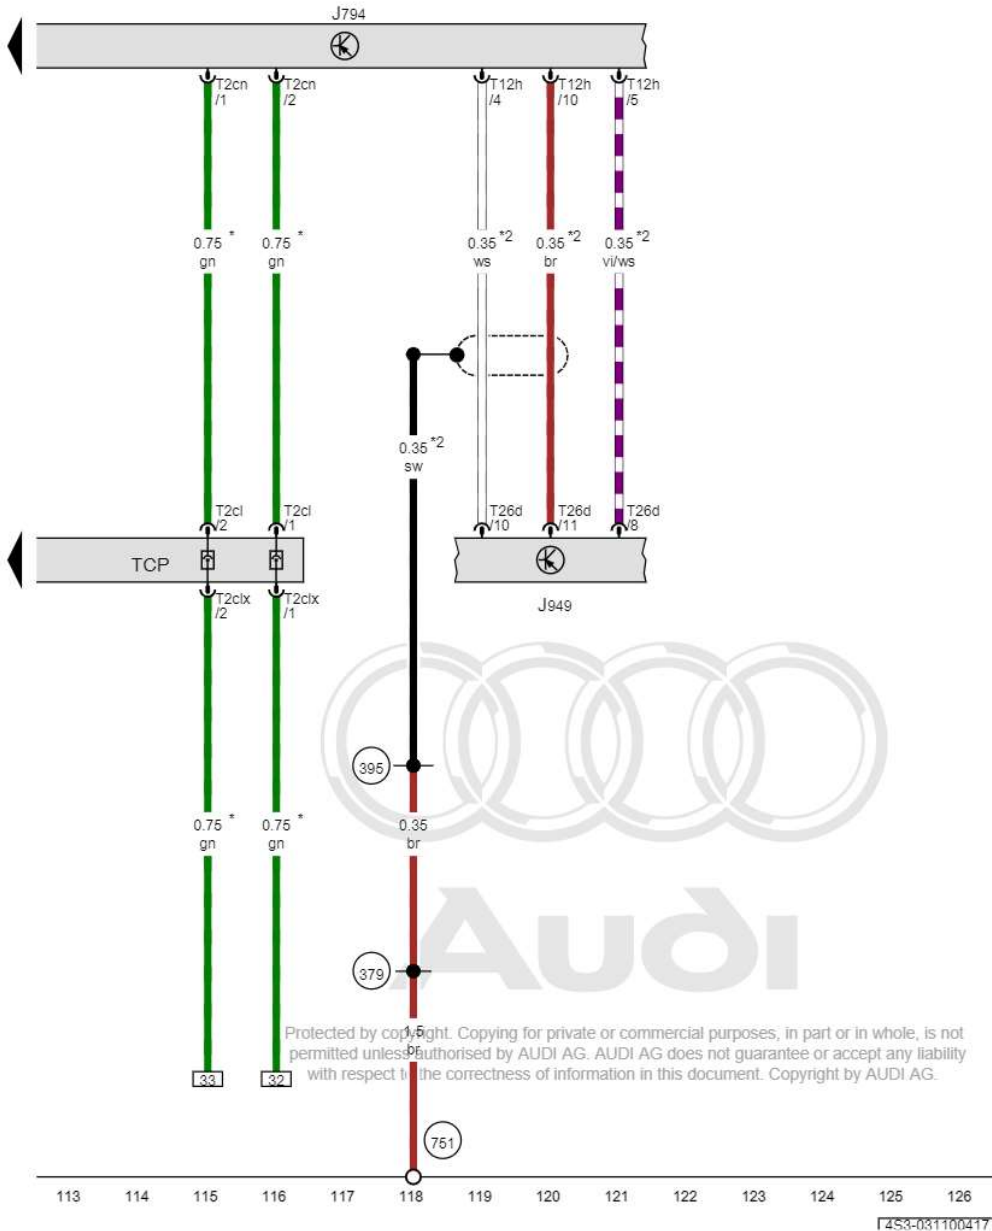 J794
T2cn
/1
T2cn
/2
T12h
/4
T12h
/10
T12h
/5
0.75 *
gn
0.75 *
gn
0.35 *2
ws
0.35 *2
br
0.35 *2
vi/ws
0.35 *2
sw
T2cl
/2
T2cl
/1
T26d
/10
T26d
/11
T26d
/8
TCP
J949
T2clx
/2
T2clx
/1
395
0.75 *
gn
0.75 *
gn
0.35
br
Audi
379
1.5
br
Protected by copyright. Copying for private or commercial purposes, in part or in whole, is not
permitted unless authorised by AUDI AG. AUDI AG does not guarantee or accept any liability
with respect to the correctness of information in this document. Copyright by AUDI AG.
33
32
751
113 114 115 116 117 118 119 120 121 122 123 124 125 126
4S3-031100417